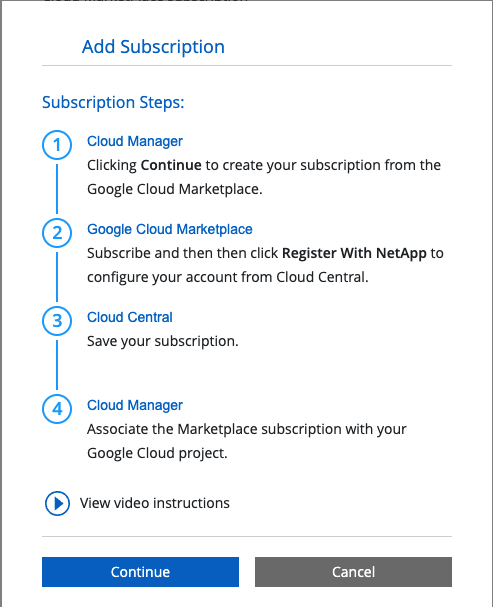 Add Subscription
Subscription Steps:
1
Cloud Manager
Clicking Continue to create your subscription from the
Google Cloud Marketplace.
2
Google Cloud Marketplace
Subscribe and then then click Register With NetApp to
configure your account from Cloud Central.
3
Cloud Central
Save your subscription.
4
Cloud Manager
Associate the Marketplace subscription with your
Google Cloud project.
View video instructions
Continue
Cancel